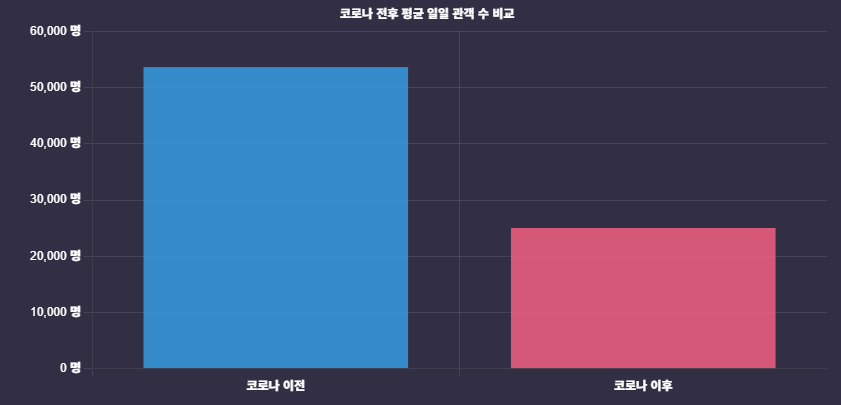 코로나 전후 평균 일일 관객 수 비교
60,000 명
50,000 명
40,000 명
30,000 명
20,000 명
10,000 명
0 명
코로나 이전
코로나 이후